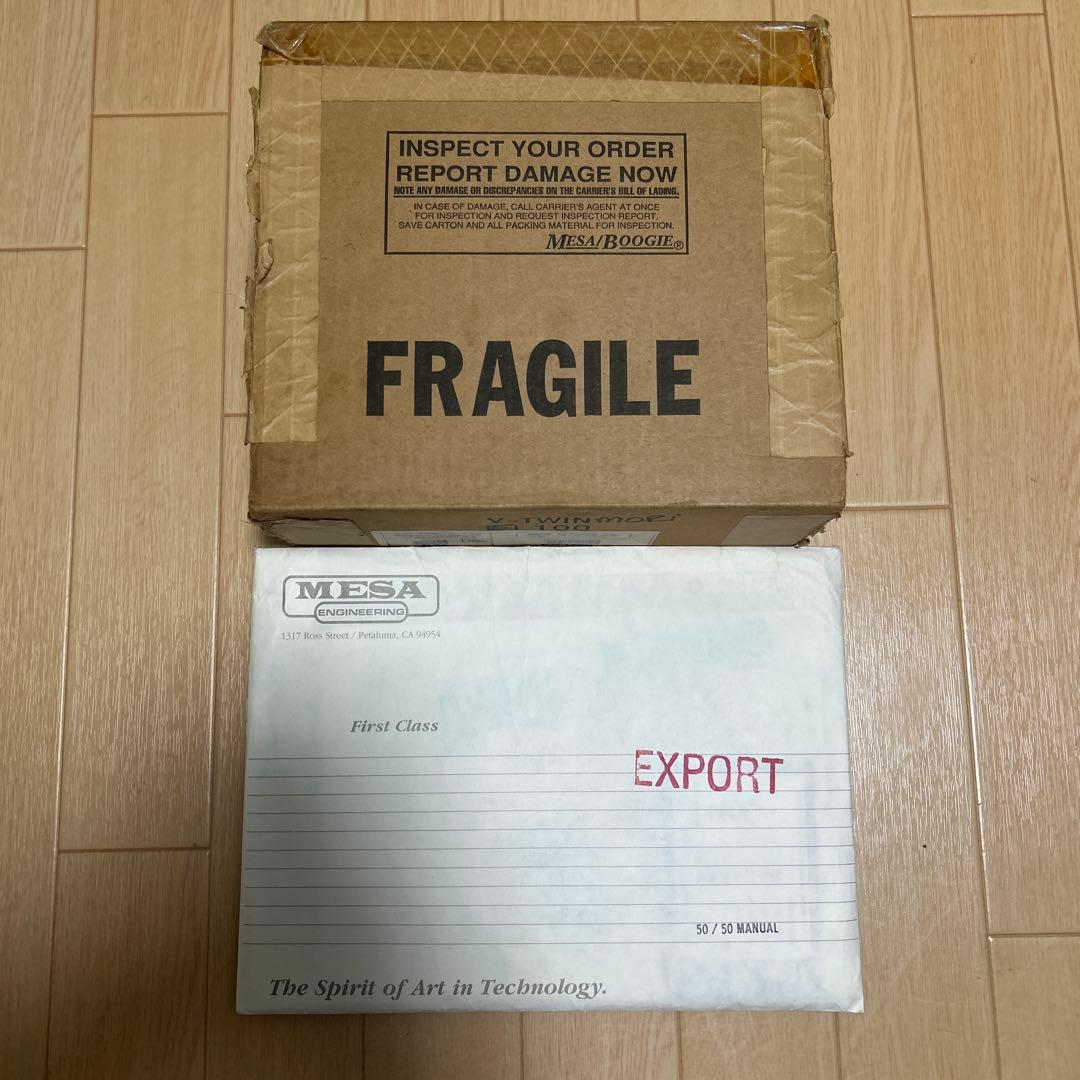 INSPECT YOUR ORDER
REPORT DAMAGE NOW
NOTE ANY DAMAGE OR DISCREPANCIES ON THE CARRIER'S BILL OF LADING.
IN CASE OF DAMAGE, CALL CARRIER'S AGENT AT ONCE
FOR INSPECTION AND REQUEST INSPECTION REPORT.
SAVE CARTON AND ALL PACKING MATERIAL FOR INSPECTION.
MESA/BOOGIE®
FRAGILE
V-TWIN MORI
100
MESA
ENGINEERING
1317 Ross Street / Petaluma, CA 94954
First Class
EXPORT
50 / 50 MANUAL
The Spirit of Art in Technology.